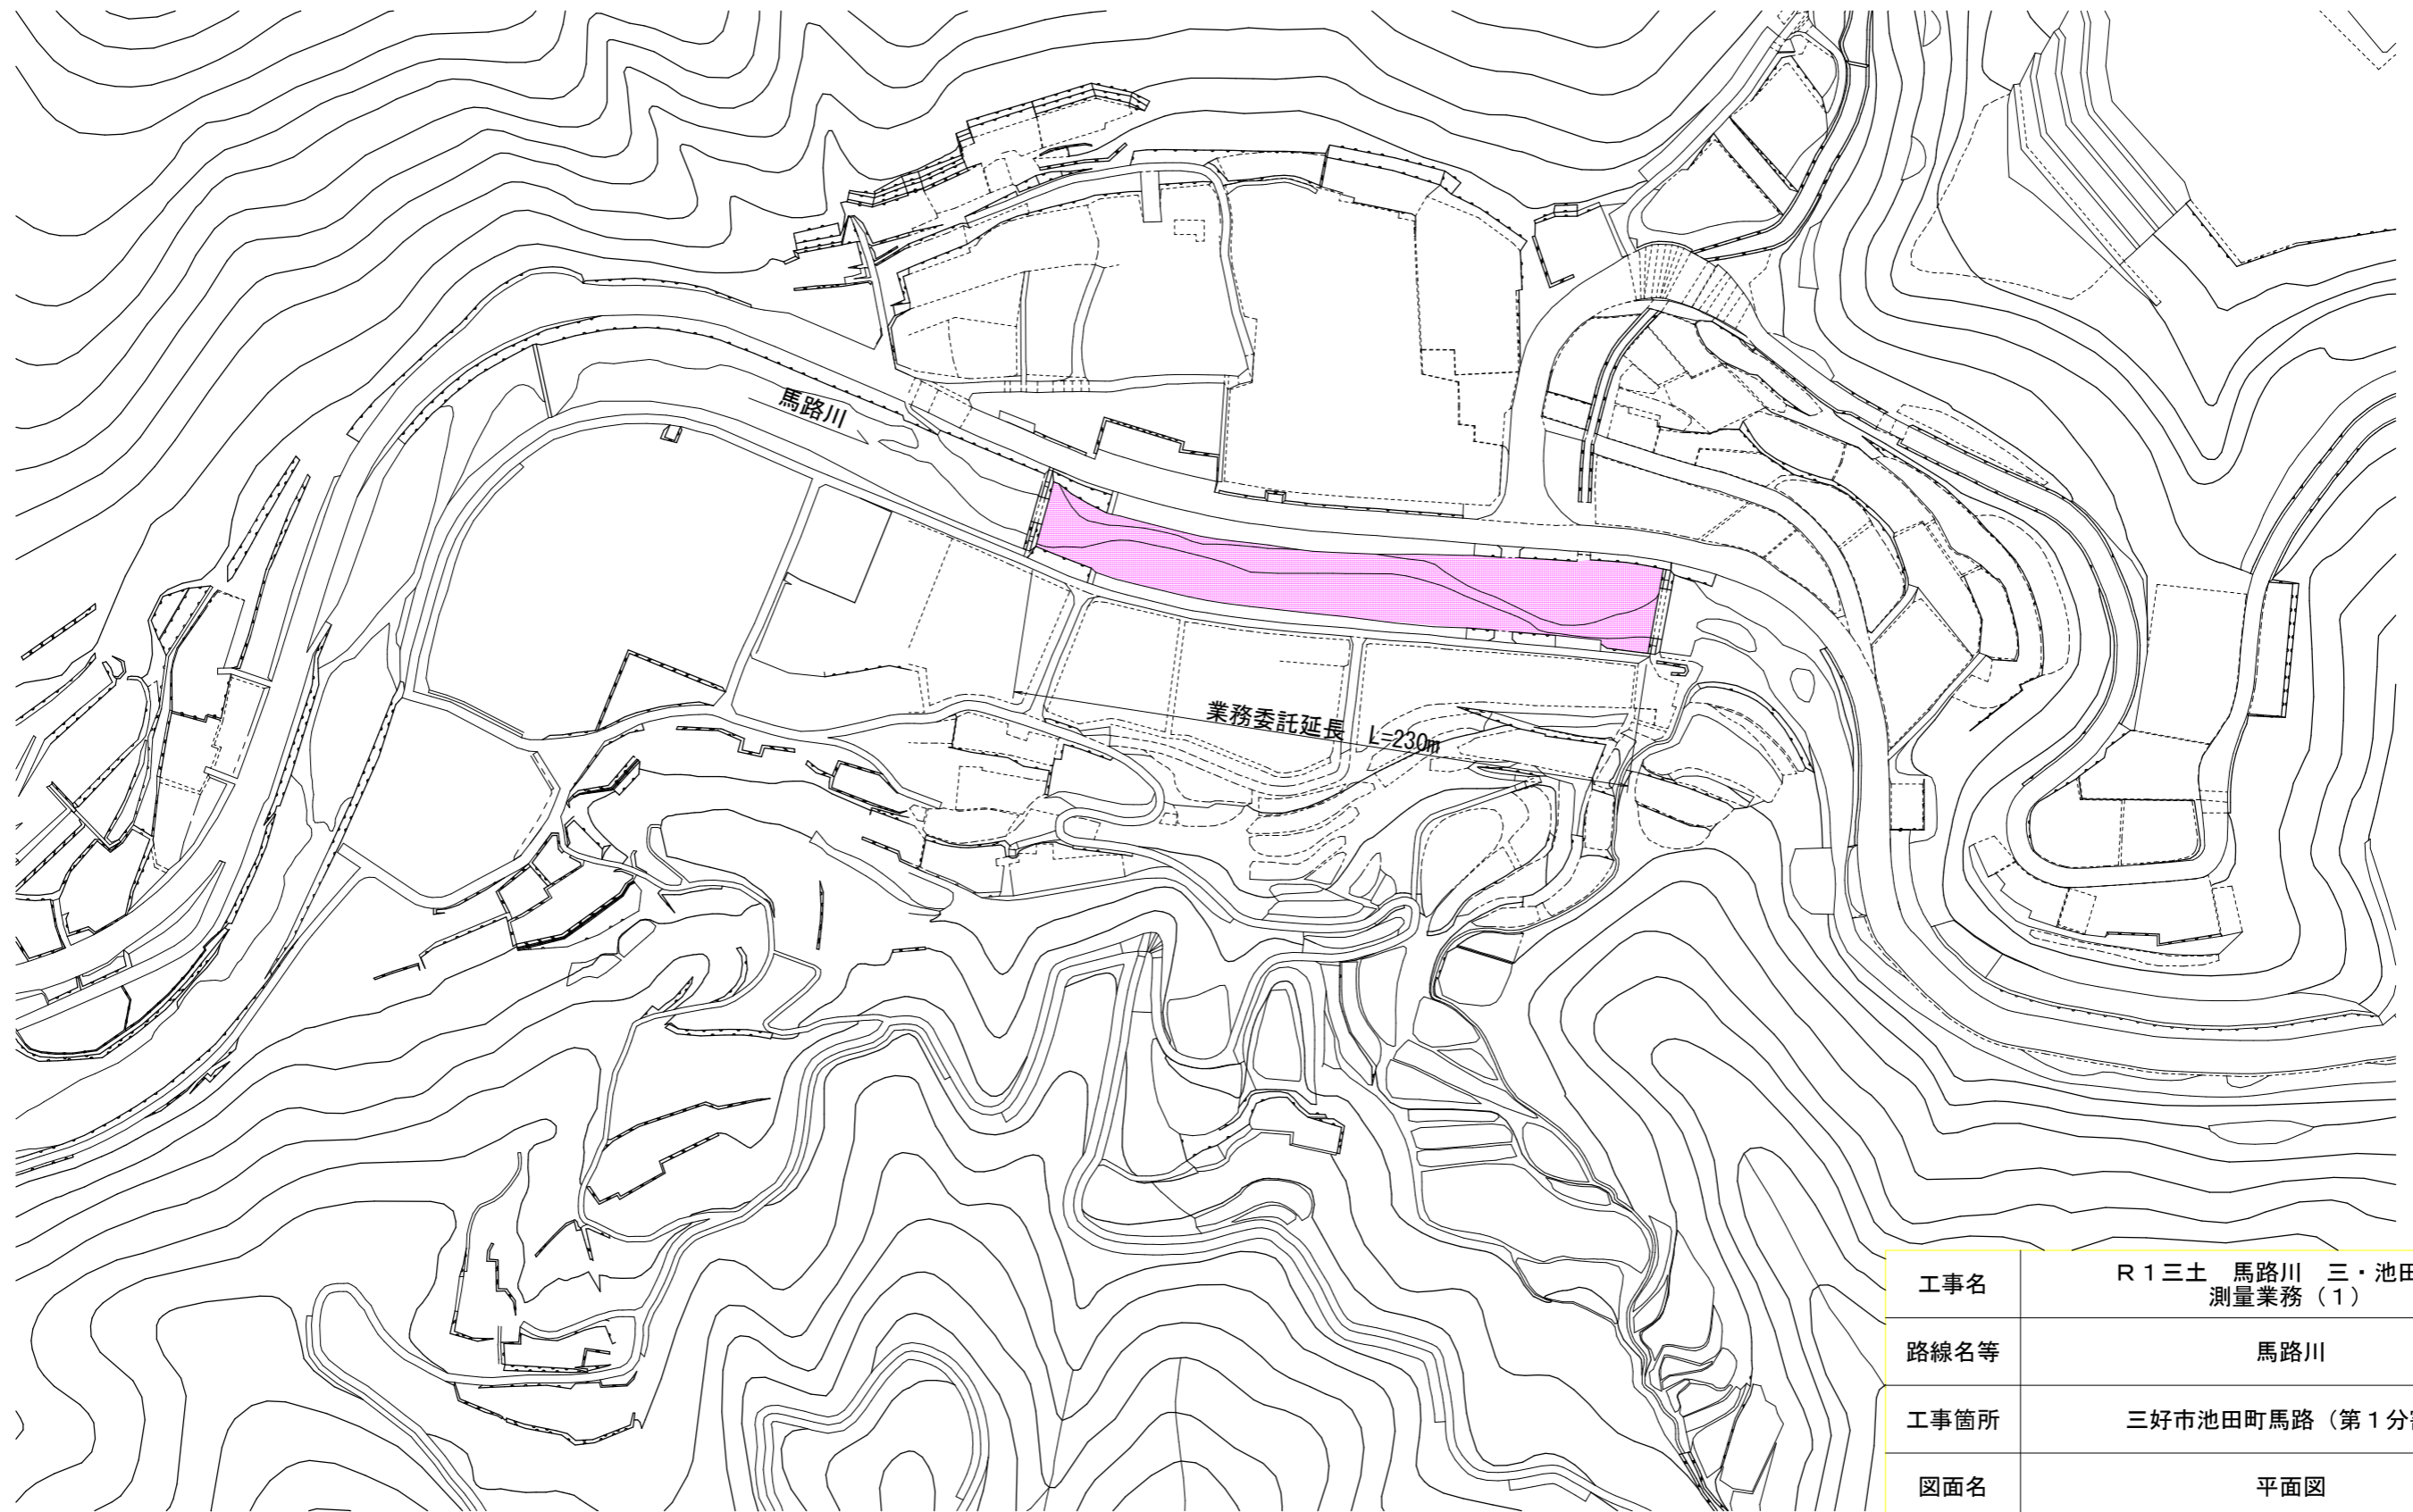 馬路川
業務委託延長 L=230m
工事名
R1三土 馬路川 三・池田
測量業務(1)
路線名等
馬路川
工事箇所
三好市池田町馬路(第1分割
図面名
平面図